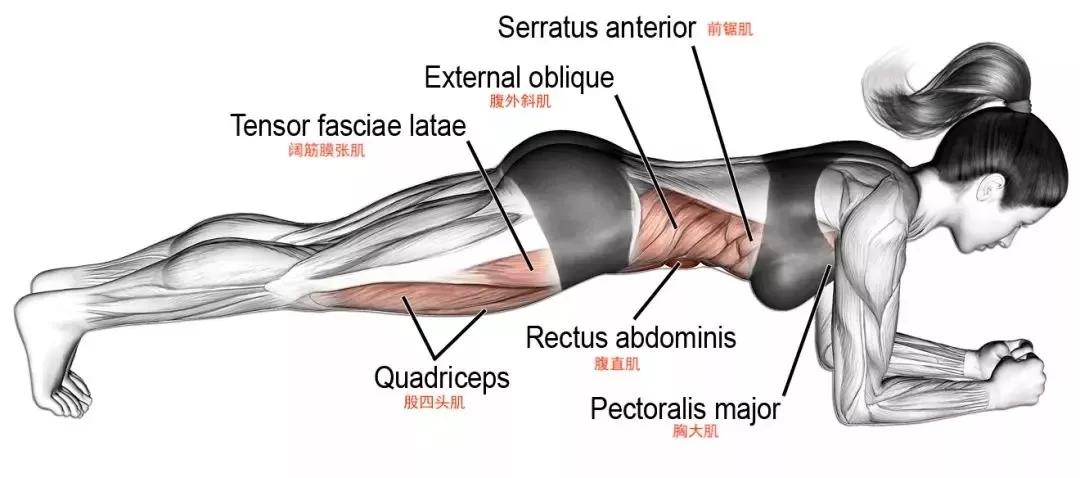 Serratus anterior 前锯肌
External oblique
腹外斜肌
Tensor fasciae latae
阔筋膜张肌
Rectus abdominis
腹直肌
Quadriceps
股四头肌
Pectoralis major
胸大肌